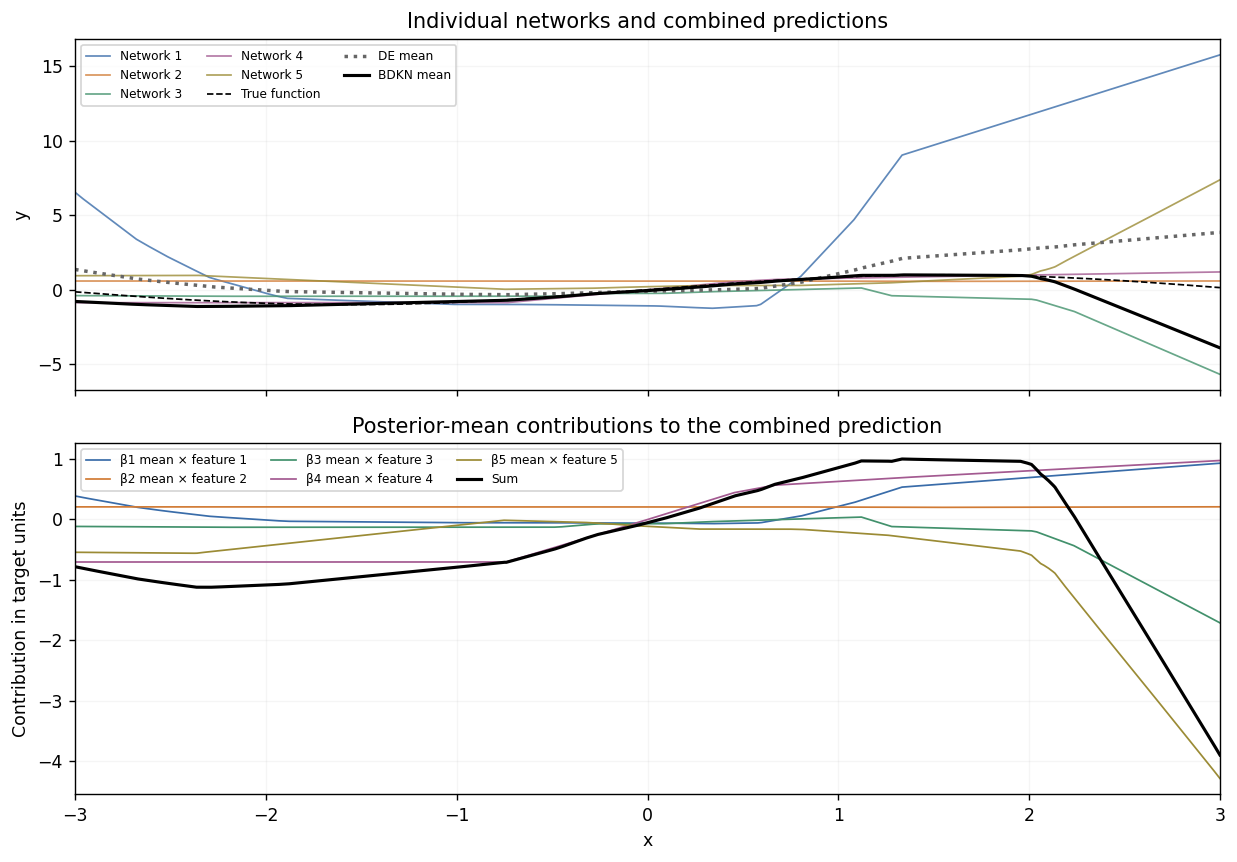 Individual networks and combined predictions
Network 1 Network 4 DE mean
Network 2 Network 5 BDKN mean
Network 3 True function
15
10
5
0
−5
y
Posterior-mean contributions to the combined prediction
β1 mean × feature 1 β3 mean × feature 3 β5 mean × feature 5
β2 mean × feature 2 β4 mean × feature 4 Sum
1
0
−1
−2
−3
−4
Contribution in target units
−3 −2 −1 0 1 2 3
x